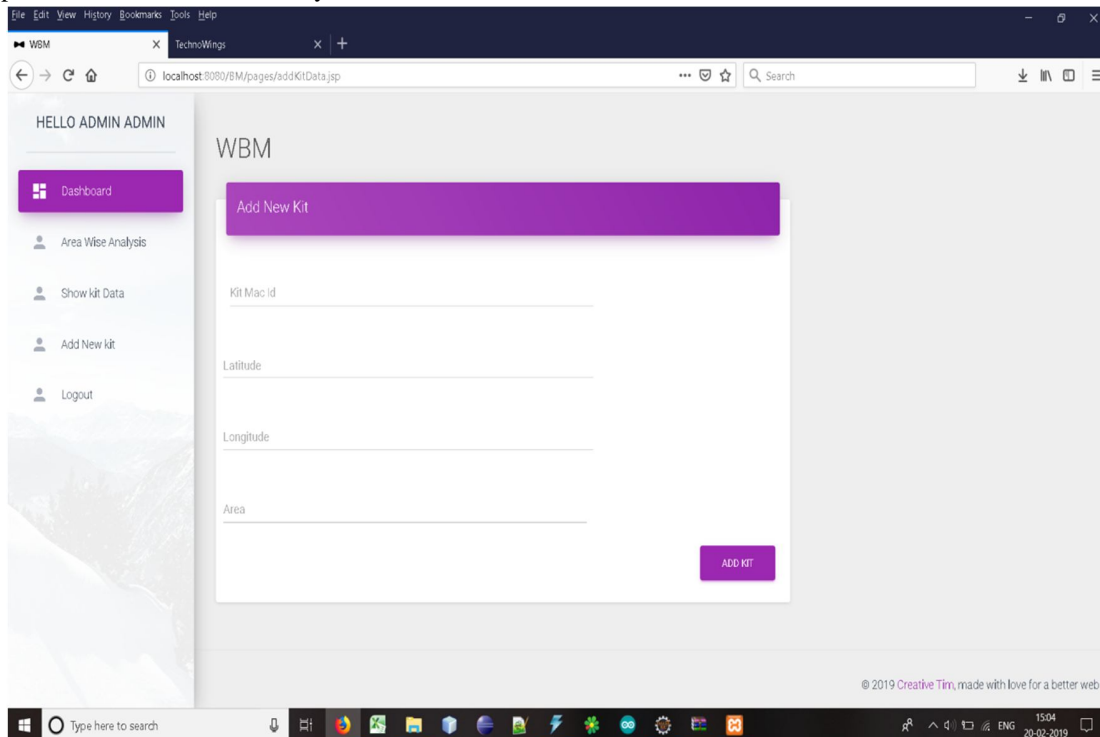 File Edit View History Bookmarks Tools Help
WBM TechnoWings
localhost:8080/BM/pages/addKitData.jsp Search
HELLO ADMIN ADMIN
WBM
Dashboard
Add New Kit
Area Wise Analysis
Show kit Data
Kit Mac Id
Add New kit
Latitude
Logout
Longitude
Area
ADD KIT
© 2019 Creative Tim, made with love for a better web
Type here to search
ENG 15:04
20-02-2019